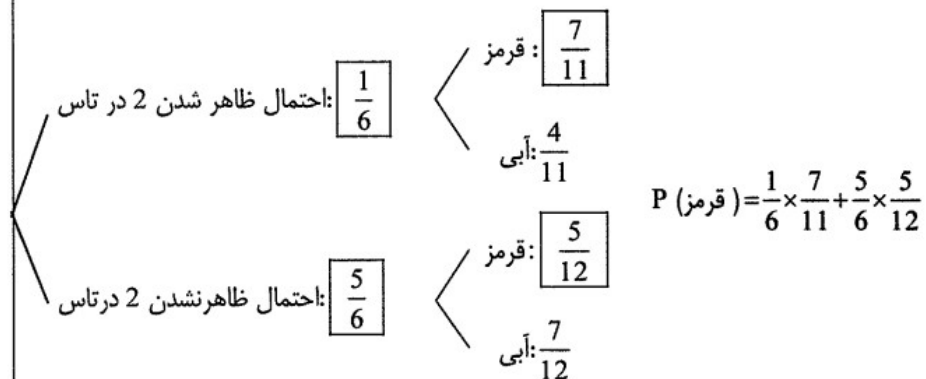 قرمز : 7/11
احتمال ظاهر شدن 2 در تاس: 1/6
آبی: 4/11
P (قرمز) = 1/6 × 7/11 + 5/6 × 5/12
قرمز : 5/12
احتمال ظاهرنشدن 2 درتاس: 5/6
آبی: 7/12